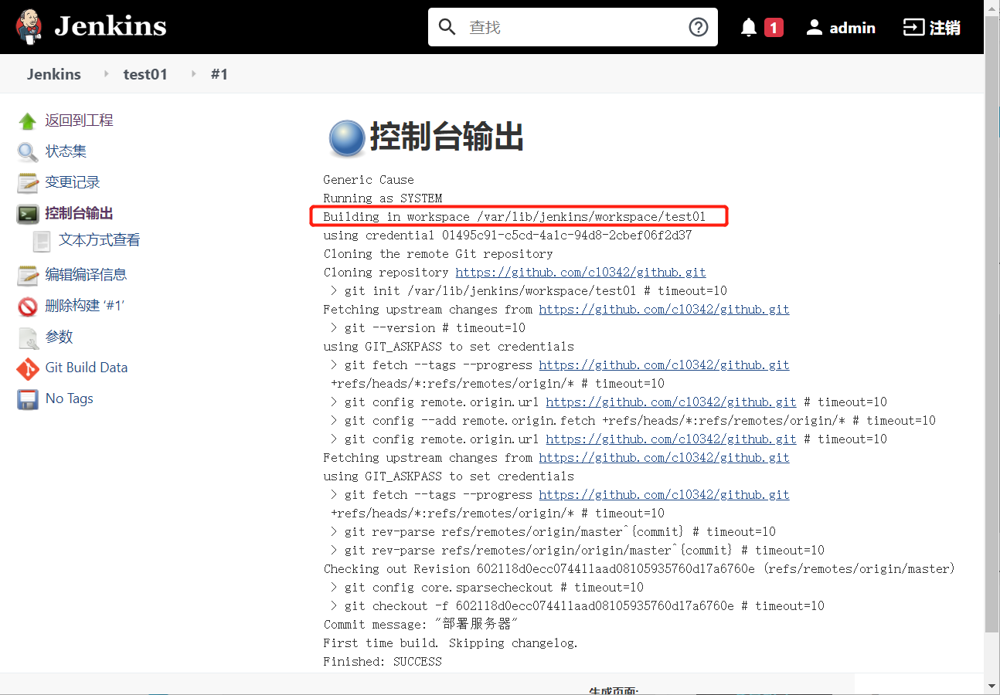 Jenkins
查找
1
admin
注销
Jenkins
test01
#1
返回到工程
状态集
变更记录
控制台输出
文本方式查看
编辑编译信息
删除构建 ‘#1’
参数
Git Build Data
No Tags
控制台输出
Generic Cause
Running as SYSTEM
Building in workspace /var/lib/jenkins/workspace/test01
using credential 01495c91-c5cd-4a1c-94d8-2cbef06f2d37
Cloning the remote Git repository
Cloning repository https://github.com/cl0342/github.git
> git init /var/lib/jenkins/workspace/test01 # timeout=10
Fetching upstream changes from https://github.com/cl0342/github.git
> git --version # timeout=10
using GIT_ASKPASS to set credentials
> git fetch --tags --progress https://github.com/cl0342/github.git
+refs/heads/*:refs/remotes/origin/* # timeout=10
> git config remote.origin.url https://github.com/cl0342/github.git # timeout=10
> git config --add remote.origin.fetch +refs/heads/*:refs/remotes/origin/* # timeout=10
> git config remote.origin.url https://github.com/cl0342/github.git # timeout=10
Fetching upstream changes from https://github.com/cl0342/github.git
using GIT_ASKPASS to set credentials
> git fetch --tags --progress https://github.com/cl0342/github.git
+refs/heads/*:refs/remotes/origin/* # timeout=10
> git rev-parse refs/remotes/origin/master^{commit} # timeout=10
> git rev-parse refs/remotes/origin/origin/master^{commit} # timeout=10
Checking out Revision 602118d0ecc074411aad08105935760d17a6760e (refs/remotes/origin/master)
> git config core.sparsecheckout # timeout=10
> git checkout -f 602118d0ecc074411aad08105935760d17a6760e # timeout=10
Commit message: "部署服务器"
First time build. Skipping changelog.
Finished: SUCCESS
生成页面: